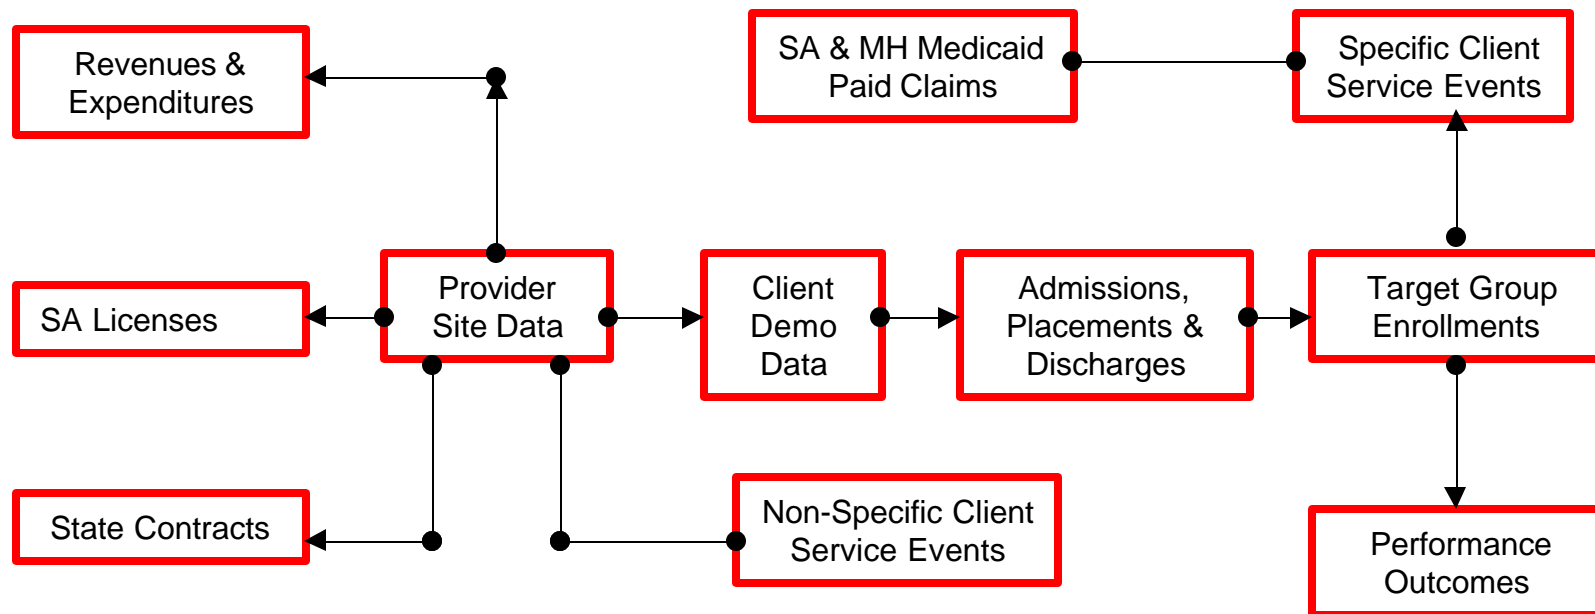 Revenues &
Expenditures
SA & MH Medicaid
Paid Claims
Specific Client
Service Events
SA Licenses
Provider
Site Data
Client
Demo
Data
Admissions,
Placements &
Discharges
Target Group
Enrollments
State Contracts
Non-Specific Client
Service Events
Performance
Outcomes